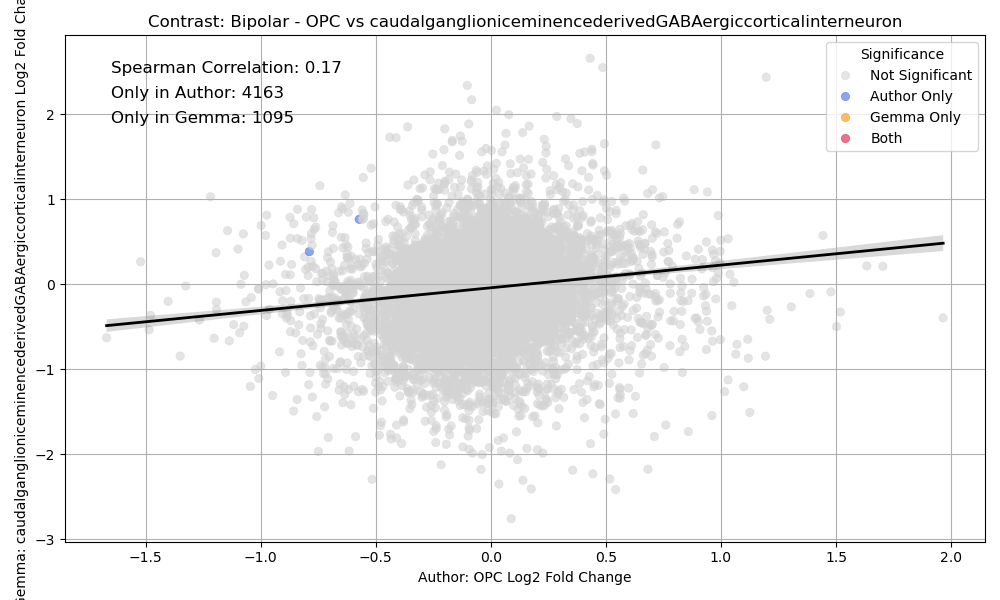 Contrast: Bipolar - OPC vs caudalganglioniceminencederivedGABAergiccorticalinterneuron
Spearman Correlation: 0.17
Only in Author: 4163
Only in Gemma: 1095
Significance
Not Significant
Author Only
Gemma Only
Both
2
1
0
−1
−2
−3
−1.5 −1.0 −0.5 0.0 0.5 1.0 1.5 2.0
Author: OPC Log2 Fold Change
caudalganglioniceminencederivedGABAergiccorticalinterneuron Log2 Fold